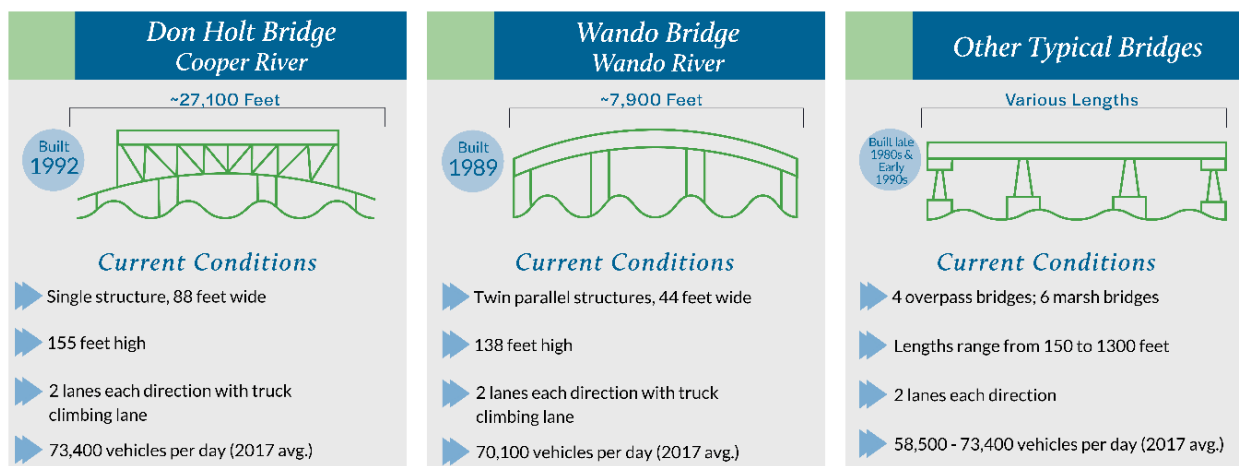 Don Holt Bridge
Cooper River
~27,100 Feet
Built
1992
Current Conditions
Single structure, 88 feet wide
155 feet high
2 lanes each direction with truck
climbing lane
73,400 vehicles per day (2017 avg.)
Wando Bridge
Wando River
~7,900 Feet
Built
1989
Current Conditions
Twin parallel structures, 44 feet wide
138 feet high
2 lanes each direction with truck
climbing lane
70,100 vehicles per day (2017 avg.)
Other Typical Bridges
Various Lengths
Built late
1980s &
Early
1990s
Current Conditions
4 overpass bridges; 6 marsh bridges
Lengths range from 150 to 1300 feet
2 lanes each direction
58,500 - 73,400 vehicles per day (2017 avg.)